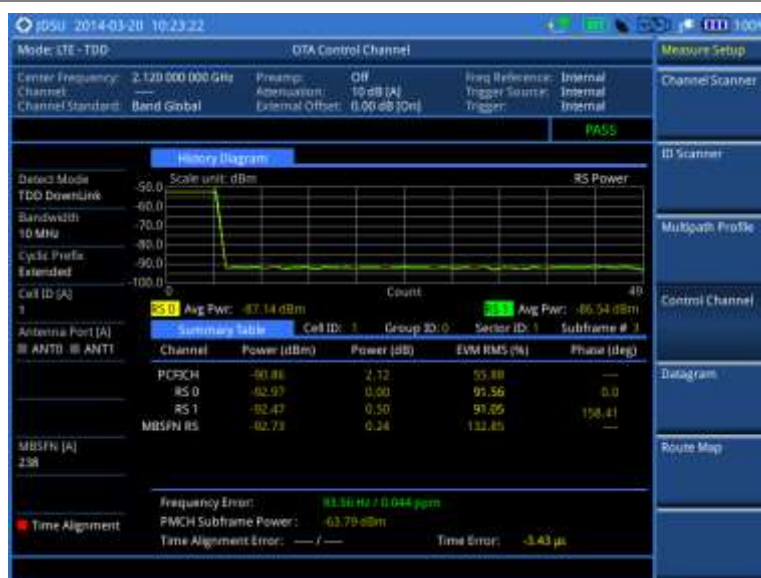 JDSU 2014-03-20 10:23:22 100%
Mode: LTE - TDD OTA Control Channel Measure Setup
Center Frequency: 2.120 000 000 GHz Preamp: Off Freq Reference: Internal
Channel: ---- Attenuation: 10 dB [A] Trigger Source: Internal
Channel Standard: Band Global External Offset: 0.00 dB [On] Trigger: Internal
PASS
Channel Scanner
ID Scanner
Multipath Profile
Control Channel
Datagram
Route Map
History Diagram
Detect Mode
TDD DownLink
Bandwidth
10 MHz
Cyclic Prefix
Extended
Cell ID [A]
1
Antenna Port [A]
ANT0 ANT1
MBSFN [A]
238
Time Alignment
Scale unit: dBm RS Power
-50.0
-60.0
-70.0
-80.0
-90.0
-100.0
0 Count 49
RS 0 Avg Pwr: -87.14 dBm RS 1 Avg Pwr: -86.54 dBm
Summary Table Cell ID: 1 Group ID: 0 Sector ID: 1 Subframe # 3
Channel Power (dBm) Power (dB) EVM RMS (%) Phase (deg)
PCFICH -90.86 2.12 55.88 ----
RS 0 -92.97 0.00 91.56 0.0
RS 1 -92.47 0.50 91.05 158.41
MBSFN RS -92.73 0.24 132.85 ----
Frequency Error: 93.56 Hz / 0.044 ppm
PMCH Subframe Power: -63.79 dBm
Time Alignment Error: ---- / ---- Time Error: -3.43 µs